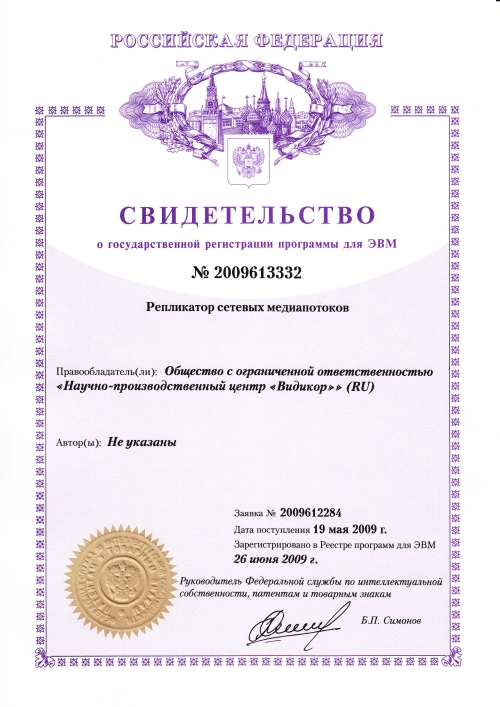 РОССИЙСКАЯ ФЕДЕРАЦИЯ
СВИДЕТЕЛЬСТВО
о государственной регистрации программы для ЭВМ
№ 2009613332
Репликатор сетевых медиапотоков
Правообладатель(ли): Общество с ограниченной ответственностью
«Научно-производственный центр «Видикор»» (RU)
Автор(ы): Не указаны
Заявка № 2009612284
Дата поступления 19 мая 2009 г.
Зарегистрировано в Реестре программ для ЭВМ
26 июня 2009 г.
Руководитель Федеральной службы по интеллектуальной
собственности, патентам и товарным знакам
Б.П. Симонов